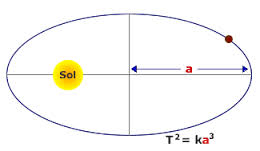 Sol
a
T² = ka³